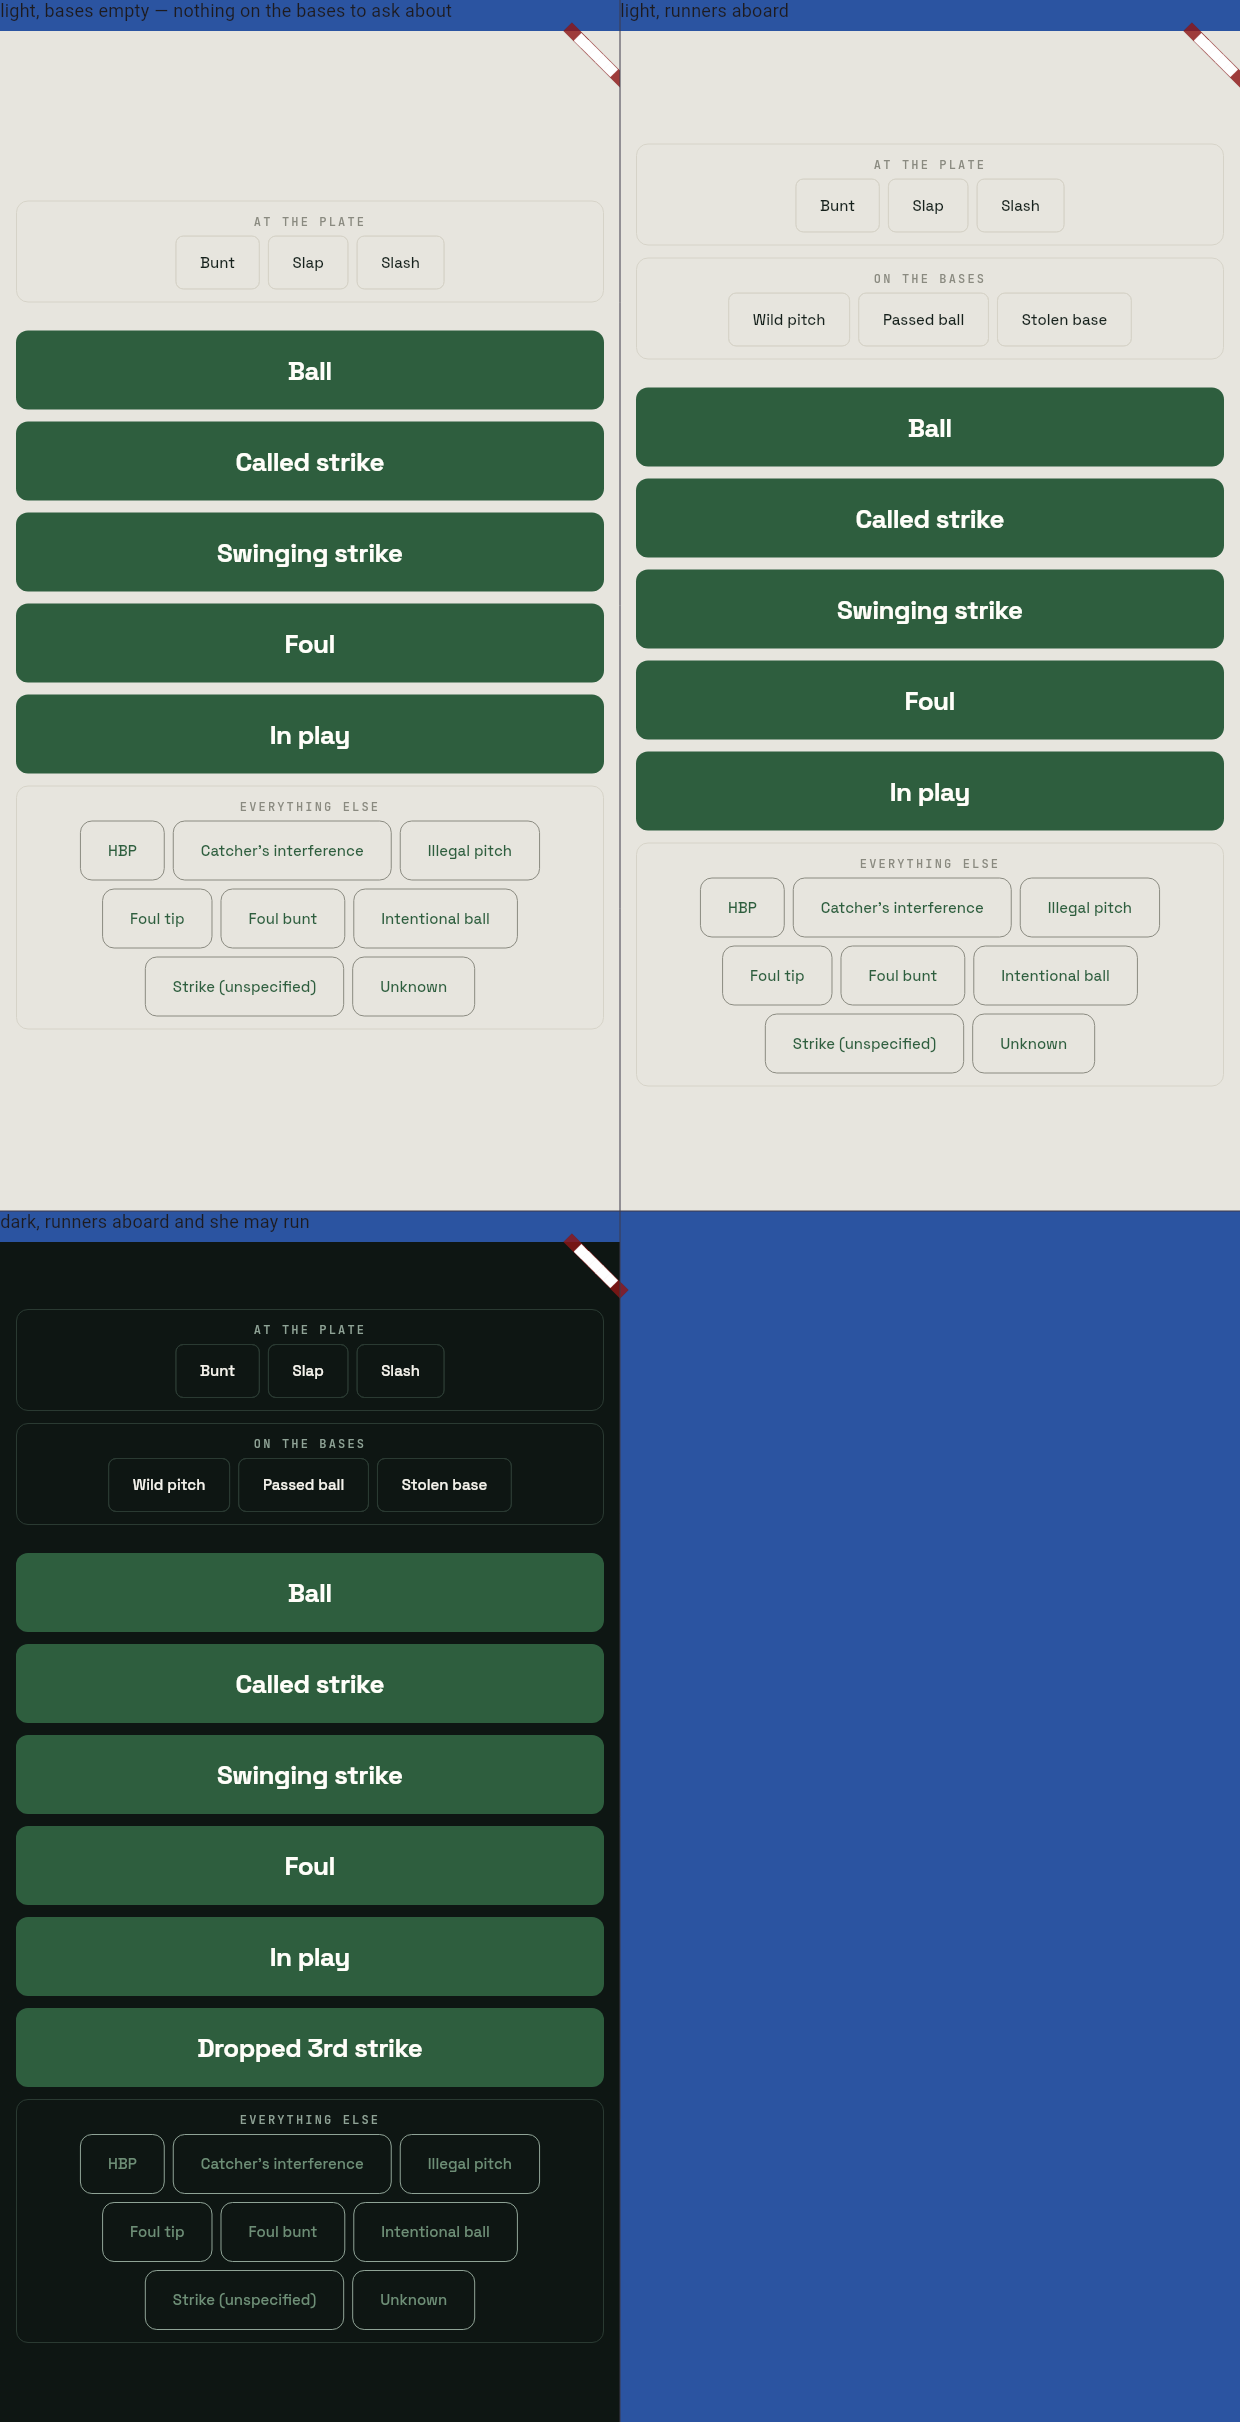 light, bases empty — nothing on the bases to ask about
AT THE PLATE
Bunt
Slap
Slash
Ball
Called strike
Swinging strike
Foul
In play
EVERYTHING ELSE
HBP
Catcher's interference
Illegal pitch
Foul tip
Foul bunt
Intentional ball
Strike (unspecified)
Unknown
light, runners aboard
AT THE PLATE
Bunt
Slap
Slash
ON THE BASES
Wild pitch
Passed ball
Stolen base
Ball
Called strike
Swinging strike
Foul
In play
EVERYTHING ELSE
HBP
Catcher's interference
Illegal pitch
Foul tip
Foul bunt
Intentional ball
Strike (unspecified)
Unknown
dark, runners aboard and she may run
AT THE PLATE
Bunt
Slap
Slash
ON THE BASES
Wild pitch
Passed ball
Stolen base
Ball
Called strike
Swinging strike
Foul
In play
Dropped 3rd strike
EVERYTHING ELSE
HBP
Catcher's interference
Illegal pitch
Foul tip
Foul bunt
Intentional ball
Strike (unspecified)
Unknown